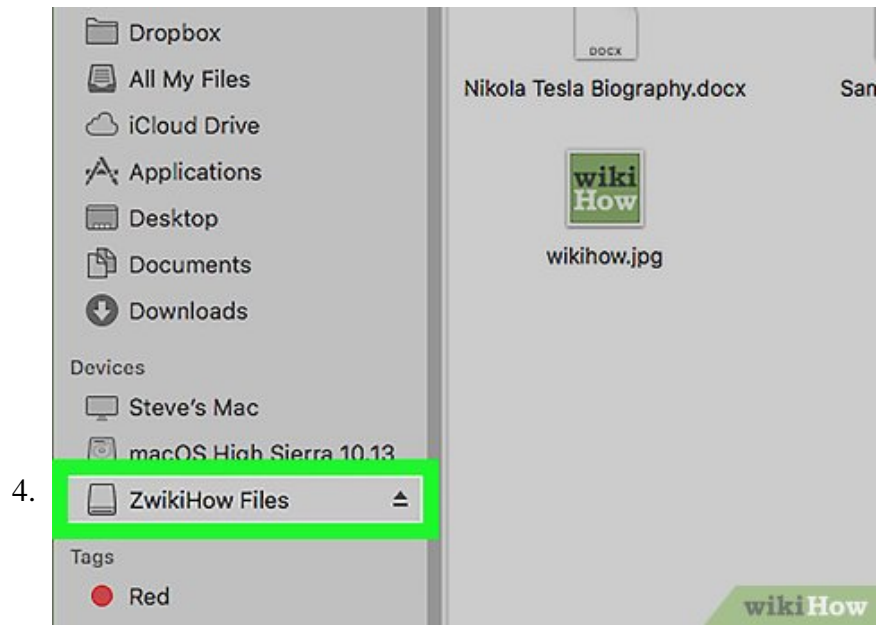 Dropbox
All My Files
iCloud Drive
Applications
Desktop
Documents
Downloads
Devices
Steve's Mac
macOS High Sierra 10.13
4.
ZwikiHow Files
Tags
Red
DOCX
Nikola Tesla Biography.docx
San
wiki
How
wikihow.jpg
wikiHow